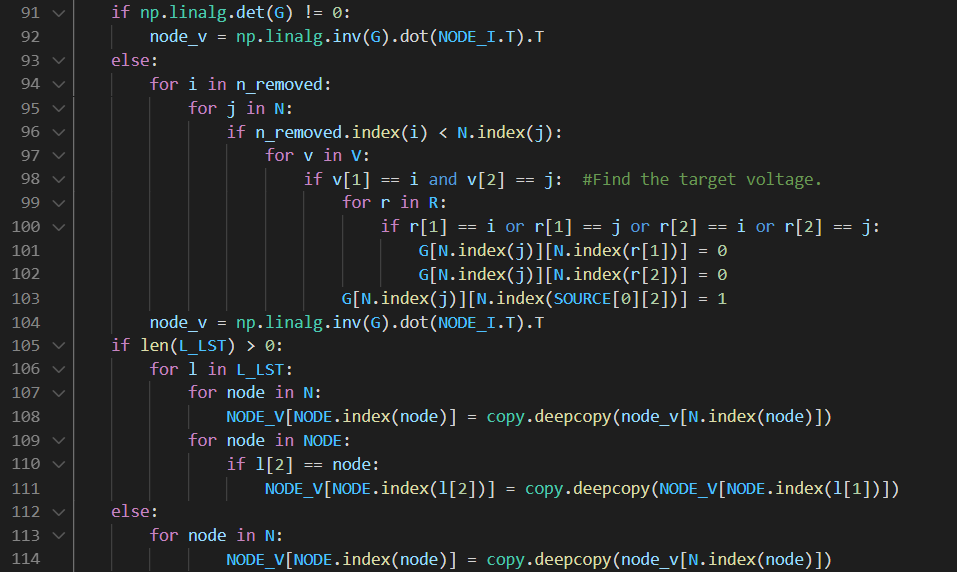 91 if np.linalg.det(G) != 0:
92 node_v = np.linalg.inv(G).dot(NODE_I.T).T
93 else:
94 for i in n_removed:
95 for j in N:
96 if n_removed.index(i) < N.index(j):
97 for v in V:
98 if v[1] == i and v[2] == j:  #Find the target voltage.
99 for r in R:
100 if r[1] == i or r[1] == j or r[2] == i or r[2] == j:
101 G[N.index(j)][N.index(r[1])] = 0
102 G[N.index(j)][N.index(r[2])] = 0
103 G[N.index(j)][N.index(SOURCE[0][2])] = 1
104 node_v = np.linalg.inv(G).dot(NODE_I.T).T
105 if len(L_LST) > 0:
106 for l in L_LST:
107 for node in N:
108 NODE_V[NODE.index(node)] = copy.deepcopy(node_v[N.index(node)])
109 for node in NODE:
110 if l[2] == node:
111 NODE_V[NODE.index(l[2])] = copy.deepcopy(NODE_V[NODE.index(l[1])])
112 else:
113 for node in N:
114 NODE_V[NODE.index(node)] = copy.deepcopy(node_v[N.index(node)])